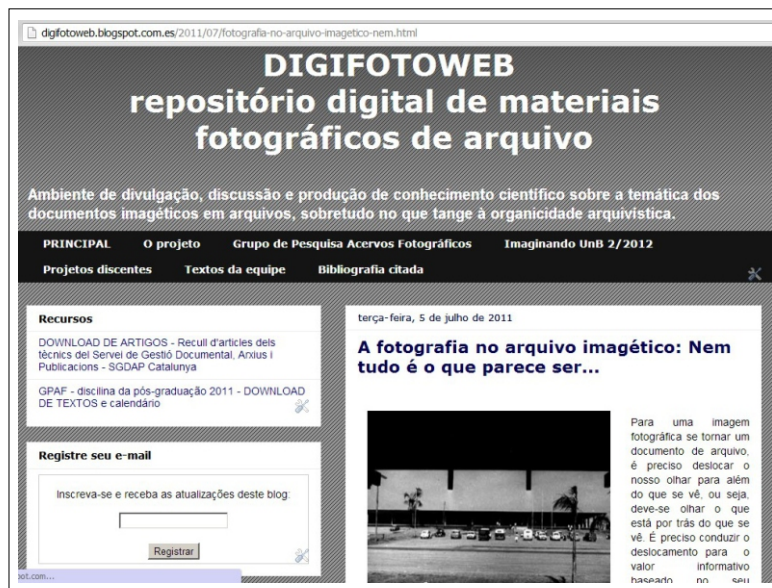 digifotoweb.blogspot.com.es/2011/07/fotografia-no-arquivo-imagetico-nem.html
DIGIFOTOWEB
repositório digital de materiais
fotográficos de arquivo
Ambiente de divulgação, discussão e produção de conhecimento científico sobre a temática dos
documentos imagéticos em arquivos, sobretudo no que tange à organicidade arquivística.
PRINCIPAL O projeto Grupo de Pesquisa Acervos Fotográficos Imaginando UnB 2/2012
Projetos discentes Textos da equipe Bibliografia citada
Recursos
DOWNLOAD DE ARTIGOS - Recull d'articles dels
tècnics del Servei de Gestió Documental, Arxius i
Publicacions - SGDAP Catalunya
GPAF - discilina da pós-graduação 2011 - DOWNLOAD
DE TEXTOS e calendário
Registre seu e-mail
Inscreva-se e receba as atualizações deste blog:
Registrar
pot.com...
terça-feira, 5 de julho de 2011
A fotografia no arquivo imagético: Nem
tudo é o que parece ser...
Para uma imagem
fotográfica se tornar um
documento de arquivo,
é preciso deslocar o
nosso olhar para além
do que se vê, ou seja,
deve-se olhar o que
está por trás do que se
vê. É preciso conduzir o
deslocamento para o
valor informativo
baseado no seu